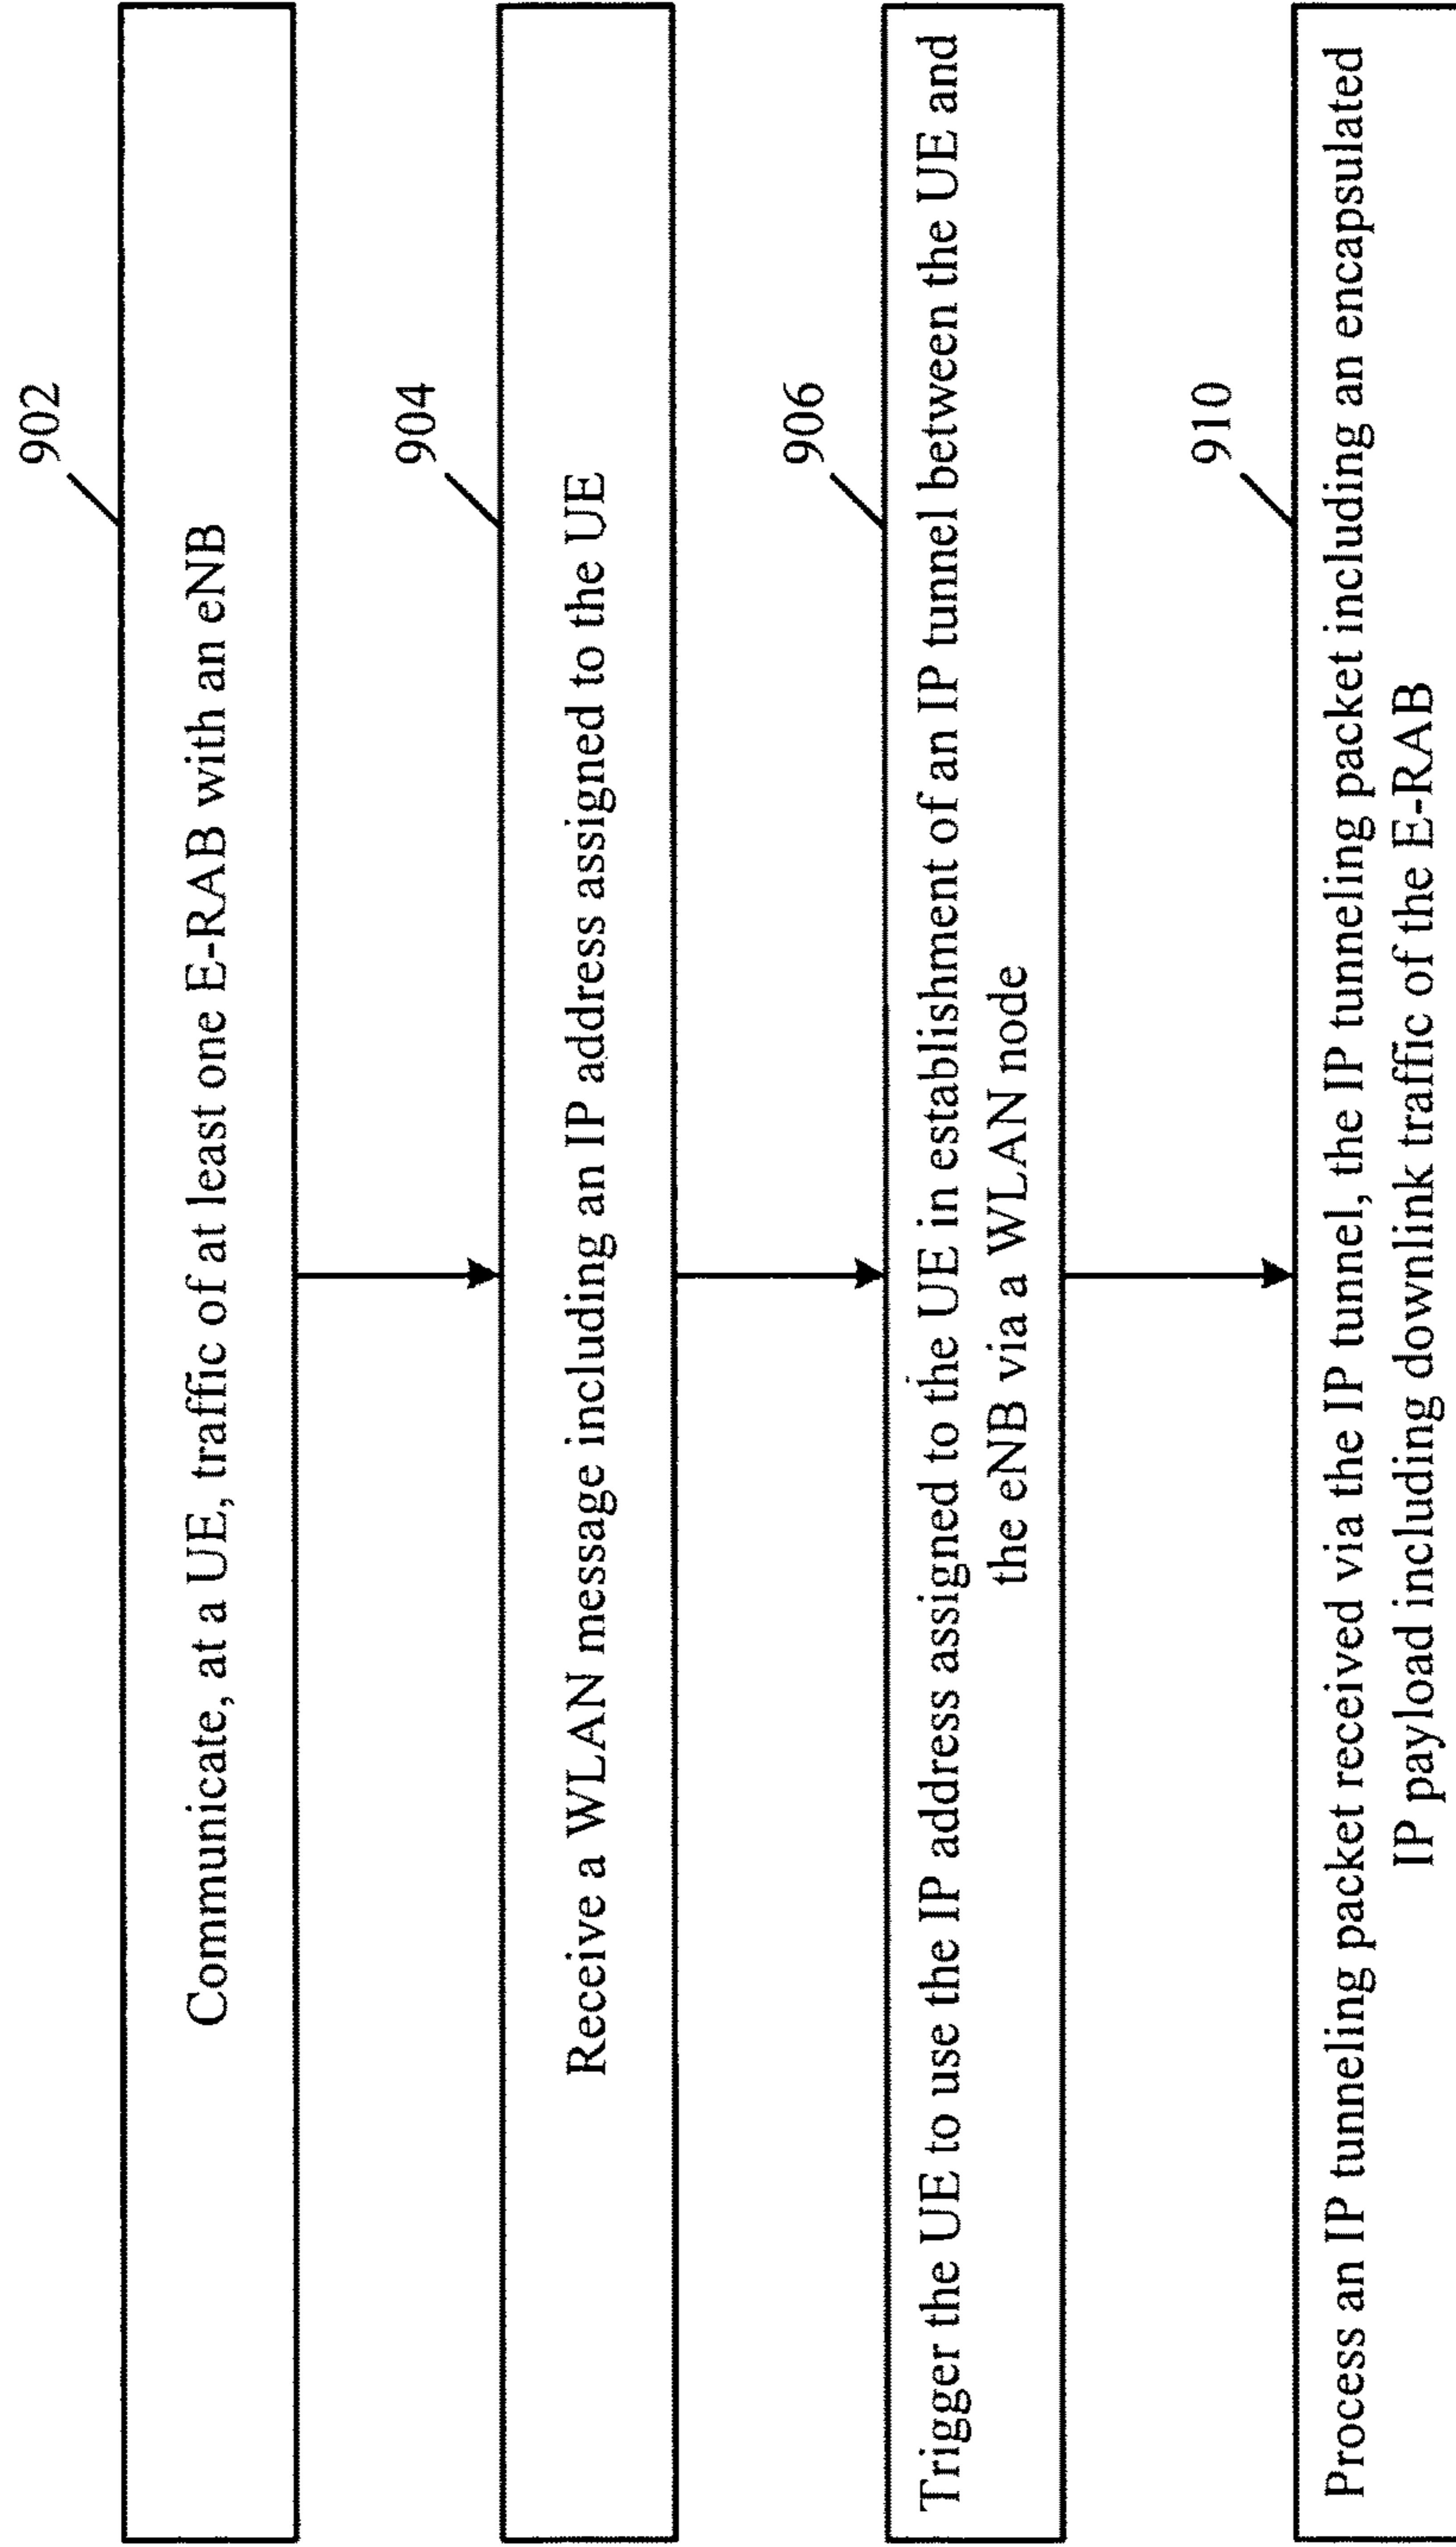 902
Communicate, at a UE, traffic of at least one E-RAB with an eNB
904
Receive a WLAN message including an IP address assigned to the UE
906
Trigger the UE to use the IP address assigned to the UE in establishment of an IP tunnel between the UE and
the eNB via a WLAN node
910
Process an IP tunneling packet received via the IP tunnel, the IP tunneling packet including an encapsulated
IP payload including downlink traffic of the E-RAB